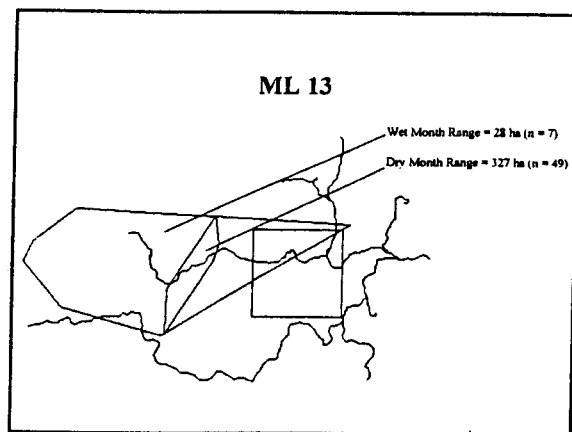 ML 13
Wet Month Range = 28 ha (n = 7)
Dry Month Range = 327 ha (n = 49)